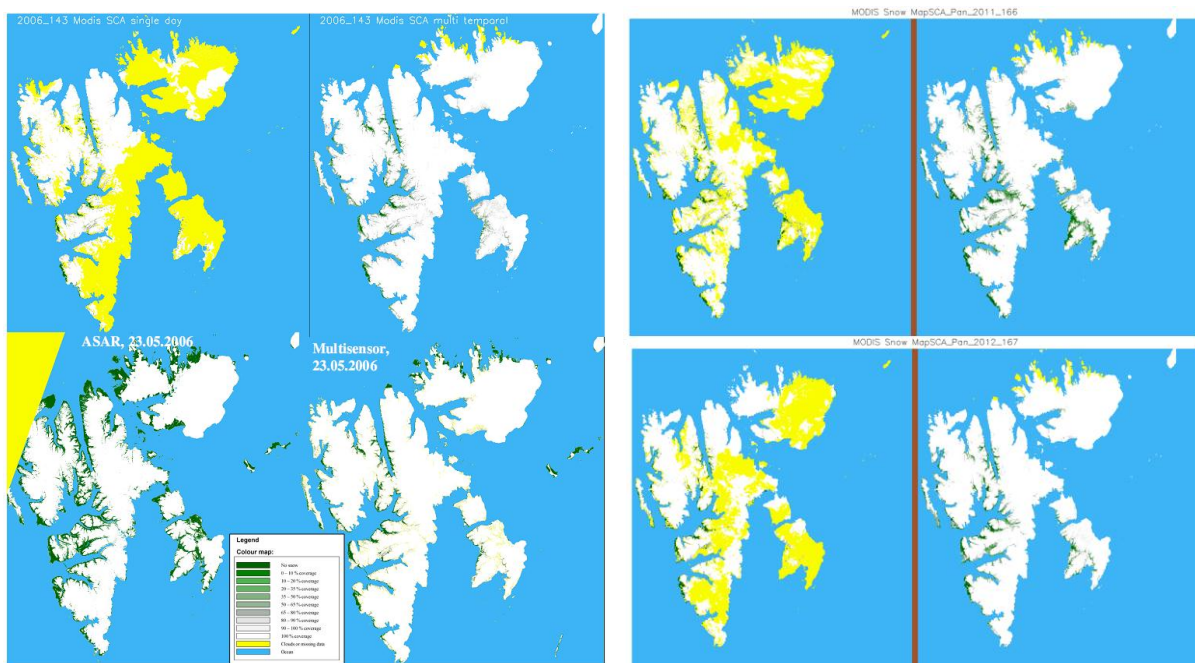 2006_143 Modis SCA single day
2006_143 Modis SCA multi temporal
ASAR, 23.05.2006
Multisensor,
23.05.2006
Legend
Colour map:
No snow
0 – 10 % coverage
10 – 20 % coverage
20 – 35 % coverage
35 – 50 % coverage
50 – 65 % coverage
65 – 80 % coverage
80 – 90 % coverage
90 – 100 % coverage
100 % coverage
Clouds or missing data
Ocean
MODIS Snow MapSCA_Pan_2011_166
MODIS Snow MapSCA_Pan_2012_167